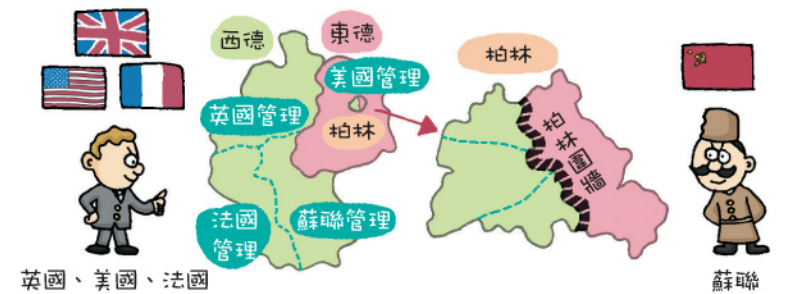 西德
東德
美國管理
英國管理
柏林
法國
管理
蘇聯管理
柏林
柏林圍牆
英國、美國、法國
蘇聯